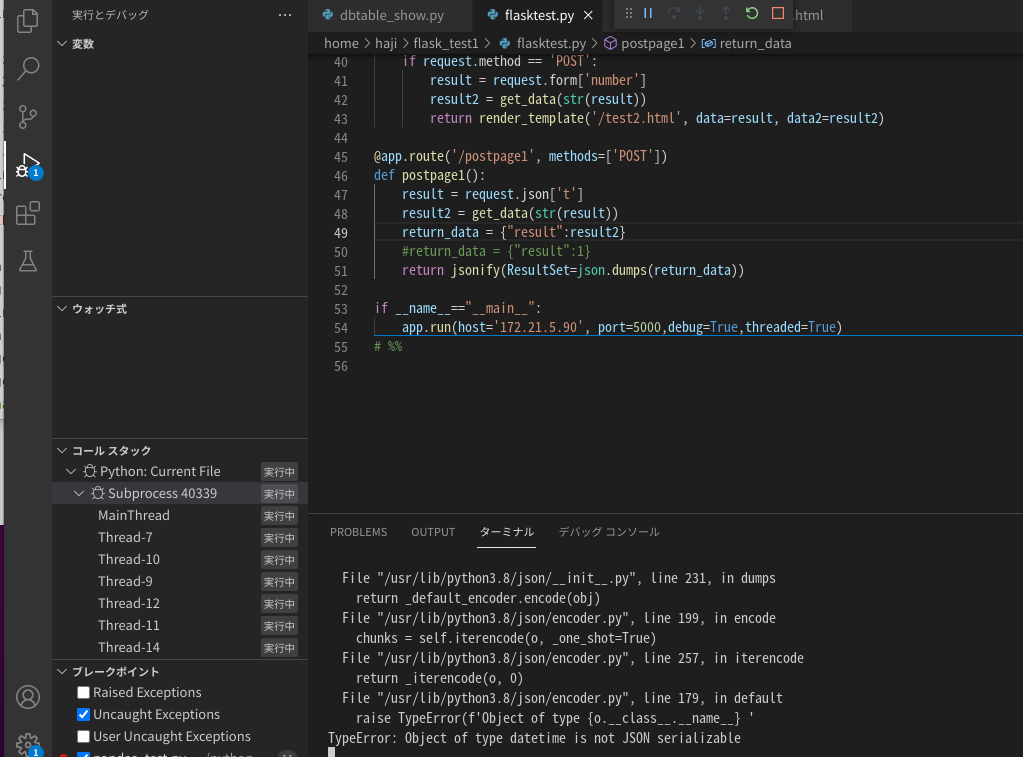 実行とデバッグ
...
dbtable_show.py
flasktest.py
.html
home > haji > flask_test1 > flasktest.py > postpage1 > return_data
変数
40 if request.method == 'POST':
41 result = request.form['number']
42 result2 = get_data(str(result))
43 return render_template('/test2.html', data=result, data2=result2)
44
45 @app.route('/postpage1', methods=['POST'])
46 def postpage1():
47 result = request.json['t']
48 result2 = get_data(str(result))
49 return_data = {"result":result2}
50 #return_data = {"result":1}
51 return jsonify(ResultSet=json.dumps(return_data))
52
53 if __name__=="__main__":
54 app.run(host='172.21.5.90', port=5000,debug=True,threaded=True)
55 # %%
56
ウォッチ式
コール スタック
Python: Current File 実行中
Subprocess 40339 実行中
MainThread 実行中
Thread-7 実行中
Thread-10 実行中
Thread-9 実行中
Thread-12 実行中
Thread-11 実行中
Thread-14 実行中
ブレークポイント
Raised Exceptions
Uncaught Exceptions
User Uncaught Exceptions
1
1
PROBLEMS OUTPUT ターミナル デバッグ コンソール
File "/usr/lib/python3.8/json/__init__.py", line 231, in dumps
return _default_encoder.encode(obj)
File "/usr/lib/python3.8/json/encoder.py", line 199, in encode
chunks = self.iterencode(o, _one_shot=True)
File "/usr/lib/python3.8/json/encoder.py", line 257, in iterencode
return _iterencode(o, 0)
File "/usr/lib/python3.8/json/encoder.py", line 179, in default
raise TypeError(f'Object of type {o.__class__.__name__} '
TypeError: Object of type datetime is not JSON serializable